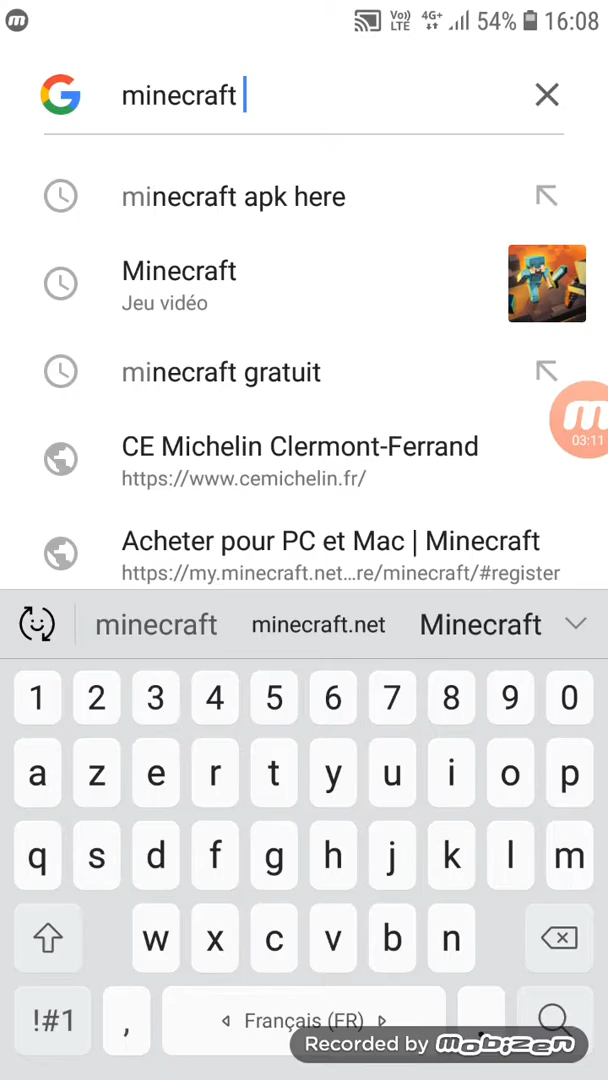 Vo)) LTE 4G+ 54% 16:08
minecraft
minecraft apk here
Minecraft
Jeu vidéo
minecraft gratuit
03:11
CE Michelin Clermont-Ferrand
https://www.cemichelin.fr/
Acheter pour PC et Mac | Minecraft
https://my.minecraft.net...re/minecraft/#register
minecraft minecraft.net Minecraft
1 2 3 4 5 6 7 8 9 0
a z e r t y u i o p
q s d f g h j k l m
w x c v b n
!#1 , Français (FR) .
Recorded by mobizen